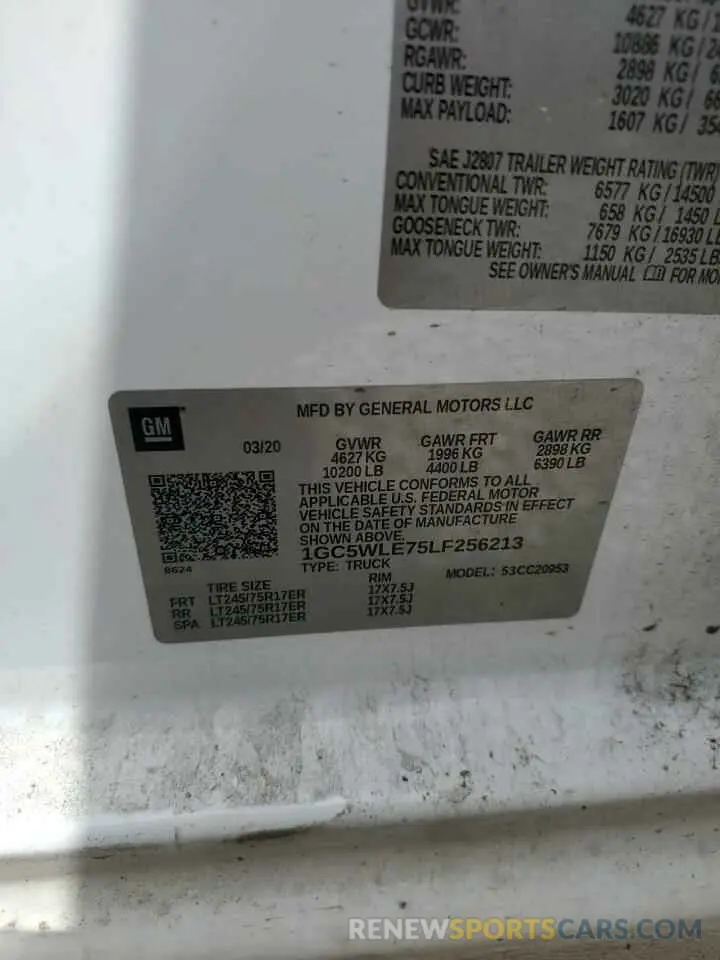 GVWR: 4627 KG/
GCWR: 10886 KG/
RGAWR: 2898 KG/
CURB WEIGHT: 3020 KG/
MAX PAYLOAD: 1607 KG/
SAE J2807 TRAILER WEIGHT RATING (TWR)
CONVENTIONAL TWR: 6577 KG/14500
MAX TONGUE WEIGHT: 658 KG/ 1450
GOOSENECK TWR: 7679 KG/16930
MAX TONGUE WEIGHT: 1150 KG/ 2535 LB
SEE OWNER'S MANUAL FOR
GM
MFD BY GENERAL MOTORS LLC
03/20 GVWR GAWR FRT GAWR RR
4627 KG 1996 KG 2898 KG
10200 LB 4400 LB 6390 LB
THIS VEHICLE CONFORMS TO ALL
APPLICABLE U.S. FEDERAL MOTOR
VEHICLE SAFETY STANDARDS IN EFFECT
ON THE DATE OF MANUFACTURE
SHOWN ABOVE.
1GC5WLE75LF256213
8624
TYPE: TRUCK MODEL: 53CC20953
TIRE SIZE RIM
FRT LT245/75R17ER 17X7.5J
RR LT245/75R17ER 17X7.5J
SPA LT245/75R17ER 17X7.5J
RENEWSPORTSCARS.COM